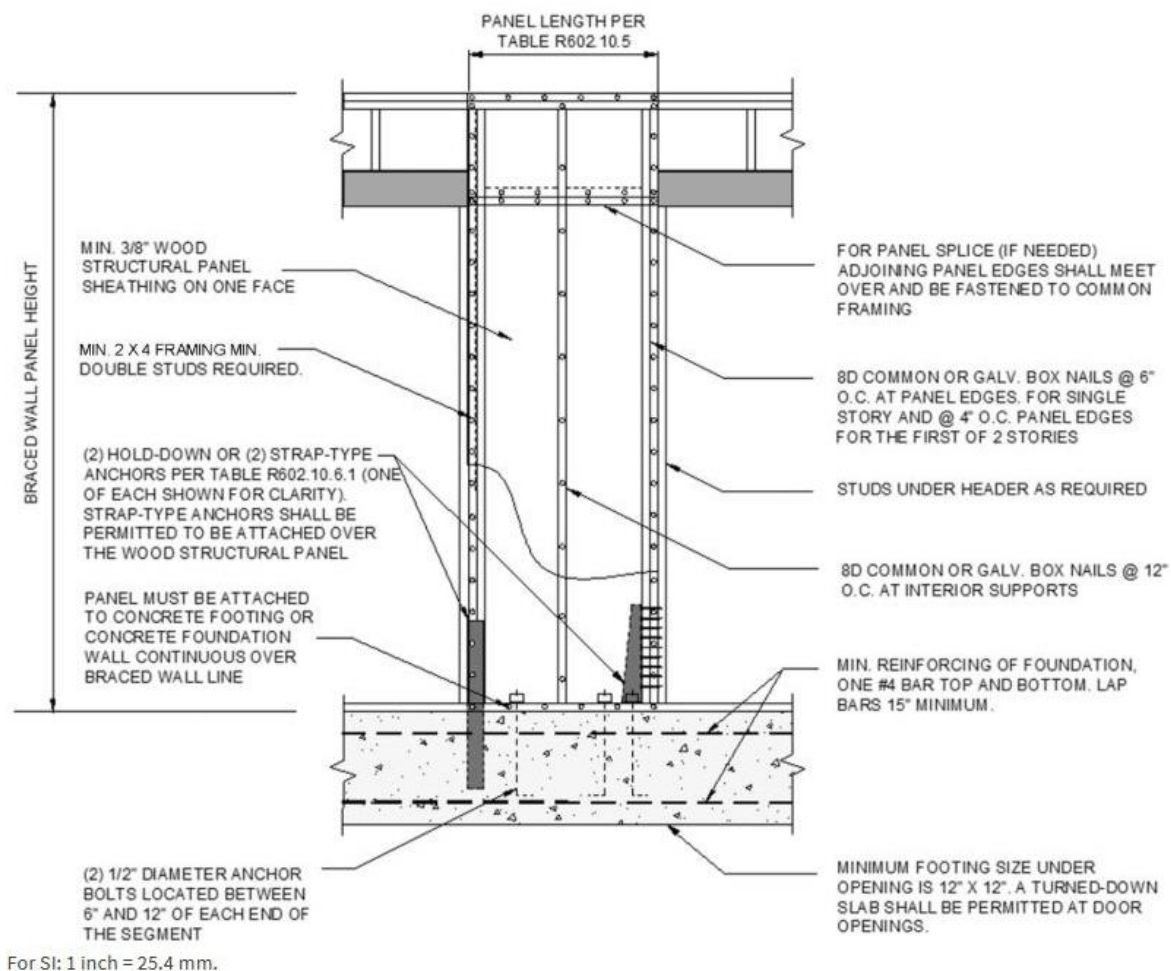 PANEL LENGTH PER
TABLE R602.10.5
BRACED WALL PANEL HEIGHT
MIN. 3/8" WOOD
STRUCTURAL PANEL
SHEATHING ON ONE FACE
MIN. 2 X 4 FRAMING MIN.
DOUBLE STUDS REQUIRED.
(2) HOLD-DOWN OR (2) STRAP-TYPE
ANCHORS PER TABLE R602.10.6.1 (ONE
OF EACH SHOWN FOR CLARITY).
STRAP-TYPE ANCHORS SHALL BE
PERMITTED TO BE ATTACHED OVER
THE WOOD STRUCTURAL PANEL
PANEL MUST BE ATTACHED
TO CONCRETE FOOTING OR
CONCRETE FOUNDATION
WALL CONTINUOUS OVER
BRACED WALL LINE
(2) 1/2" DIAMETER ANCHOR
BOLTS LOCATED BETWEEN
6" AND 12" OF EACH END OF
THE SEGMENT
FOR PANEL SPLICE (IF NEEDED)
ADJOINING PANEL EDGES SHALL MEET
OVER AND BE FASTENED TO COMMON
FRAMING
8D COMMON OR GALV. BOX NAILS @ 6"
O.C. AT PANEL EDGES. FOR SINGLE
STORY AND @ 4" O.C. PANEL EDGES
FOR THE FIRST OF 2 STORIES
STUDS UNDER HEADER AS REQUIRED
8D COMMON OR GALV. BOX NAILS @ 12"
O.C. AT INTERIOR SUPPORTS
MIN. REINFORCING OF FOUNDATION,
ONE #4 BAR TOP AND BOTTOM. LAP
BARS 15" MINIMUM.
MINIMUM FOOTING SIZE UNDER
OPENING IS 12" X 12". A TURNED-DOWN
SLAB SHALL BE PERMITTED AT DOOR
OPENINGS.
For SI: 1 inch = 25.4 mm.